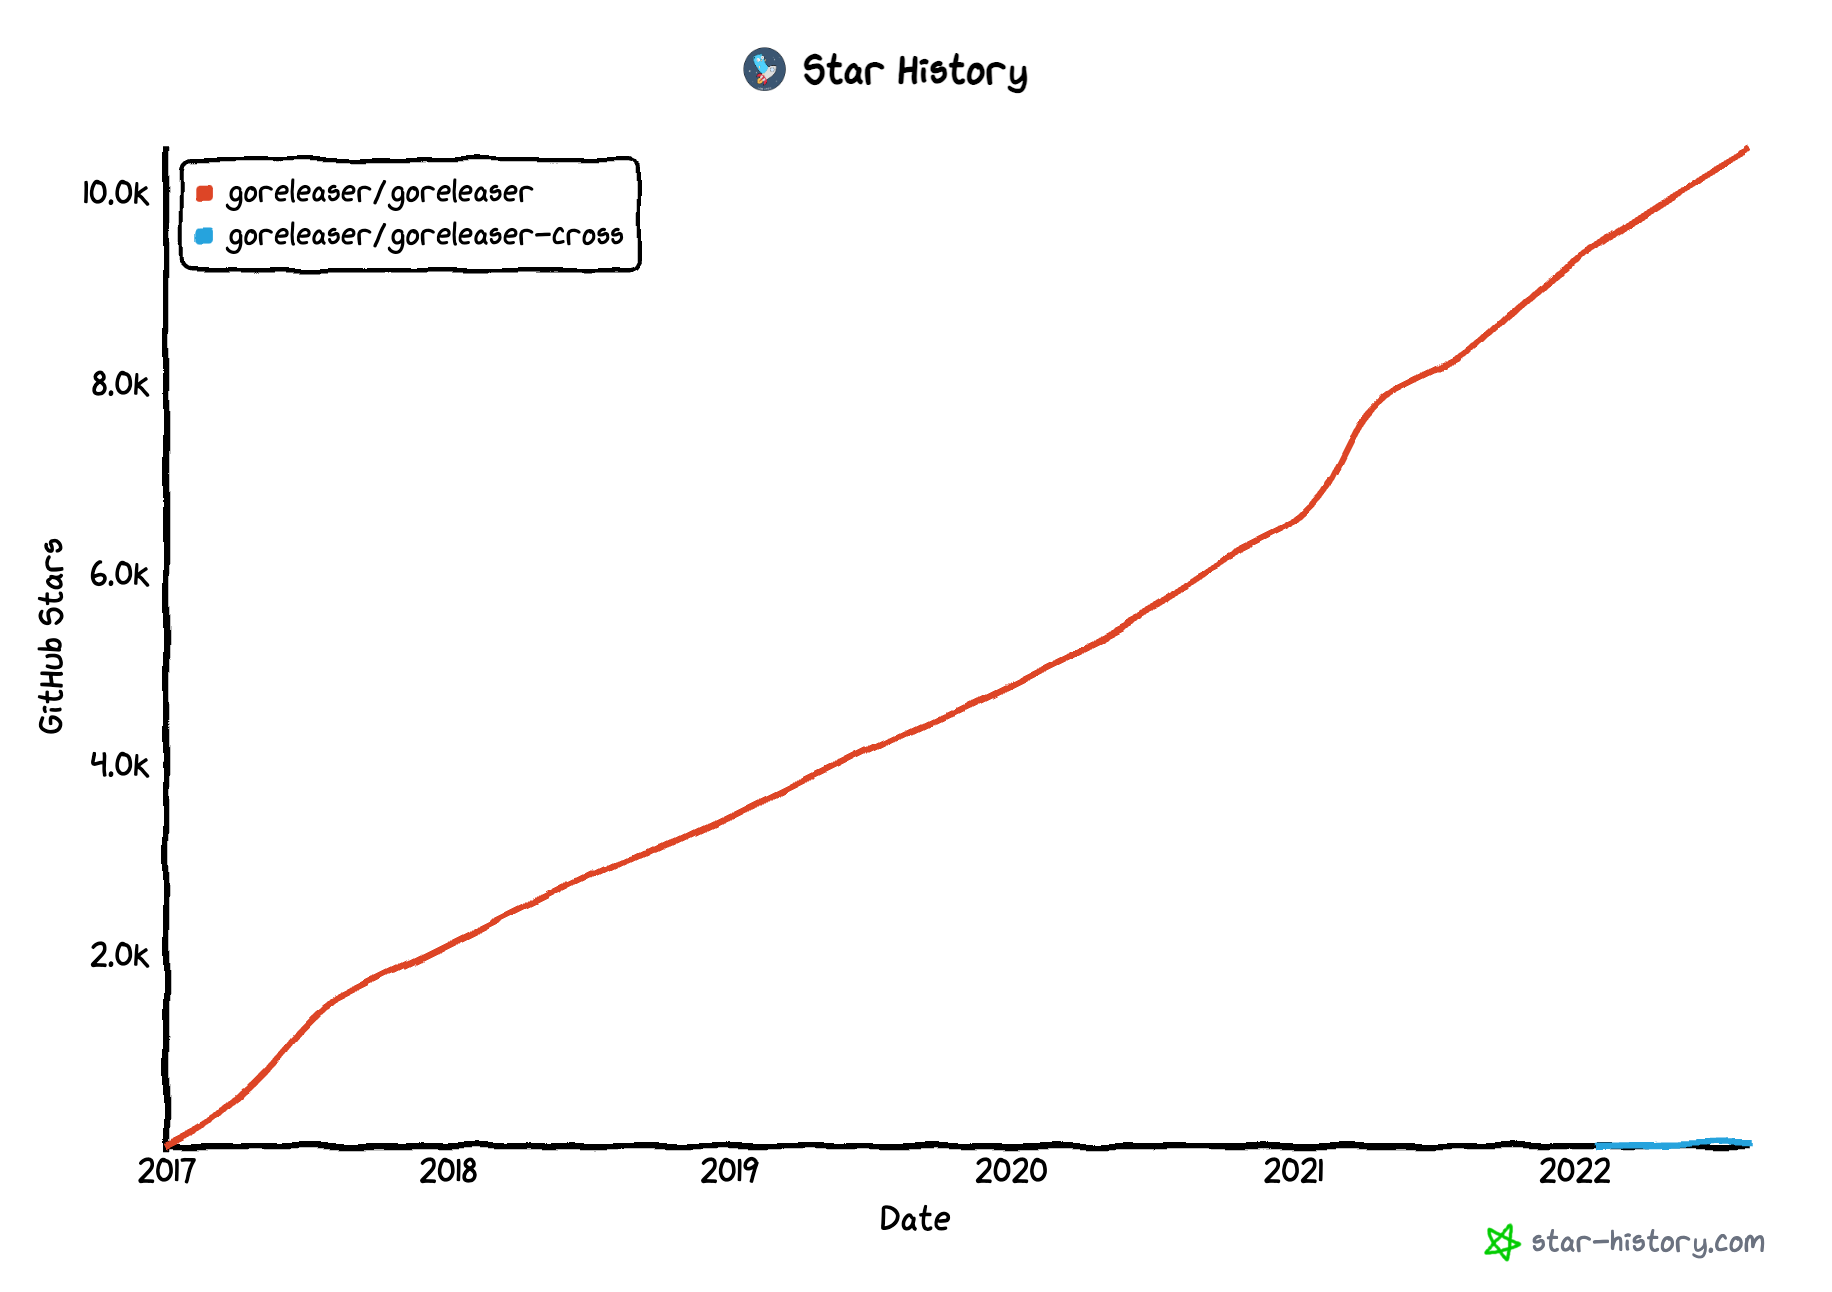 Star History
goreleaser/goreleaser
goreleaser/goreleaser-cross
10.0k
8.0k
6.0k
4.0k
2.0k
GitHub Stars
2017 2018 2019 2020 2021 2022
Date
star-history.com